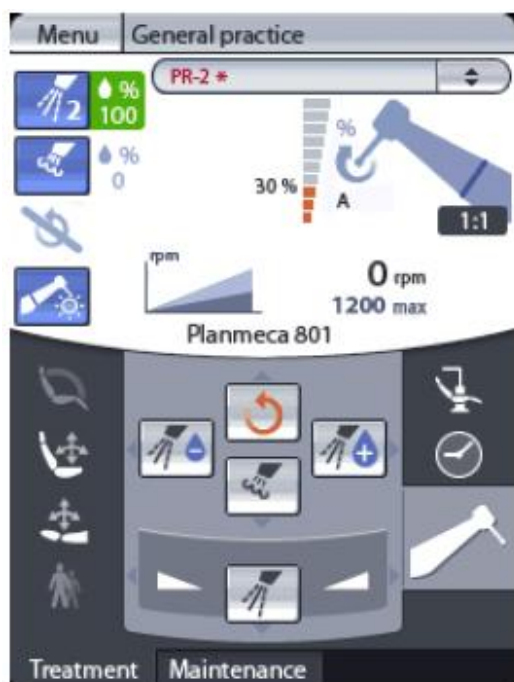 Menu General practice
PR-2 *
2 💧 %
100
💧 %
0
%
30 %
A
1:1
rpm
0 rpm
1200 max
Planmeca 801
Treatment Maintenance